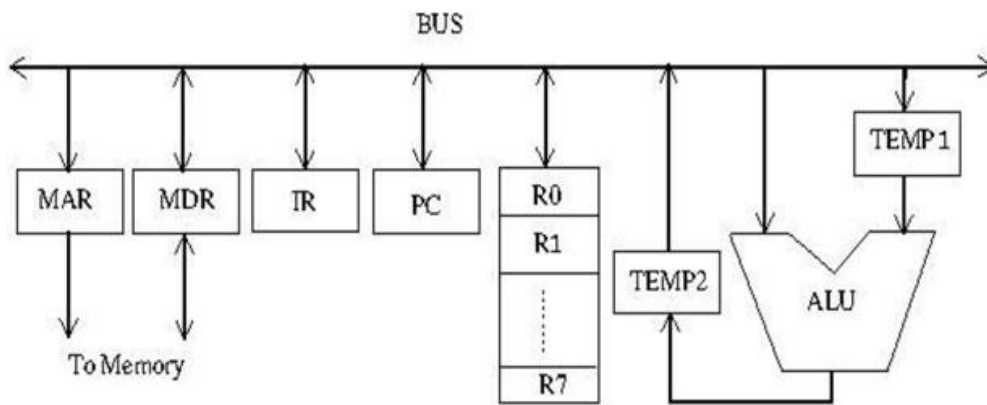 BUS
TEMP1
MAR
MDR
IR
PC
R0
R1
R7
TEMP2
ALU
To Memory